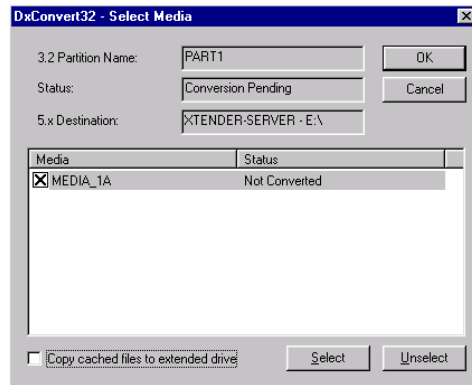 DxConvert32 - Select Media
3.2 Partition Name: PART1 OK
Status: Conversion Pending Cancel
5.x Destination: XTENDER-SERVER - E:\
Media Status
MEDIA_1A Not Converted
Copy cached files to extended drive Select Unselect